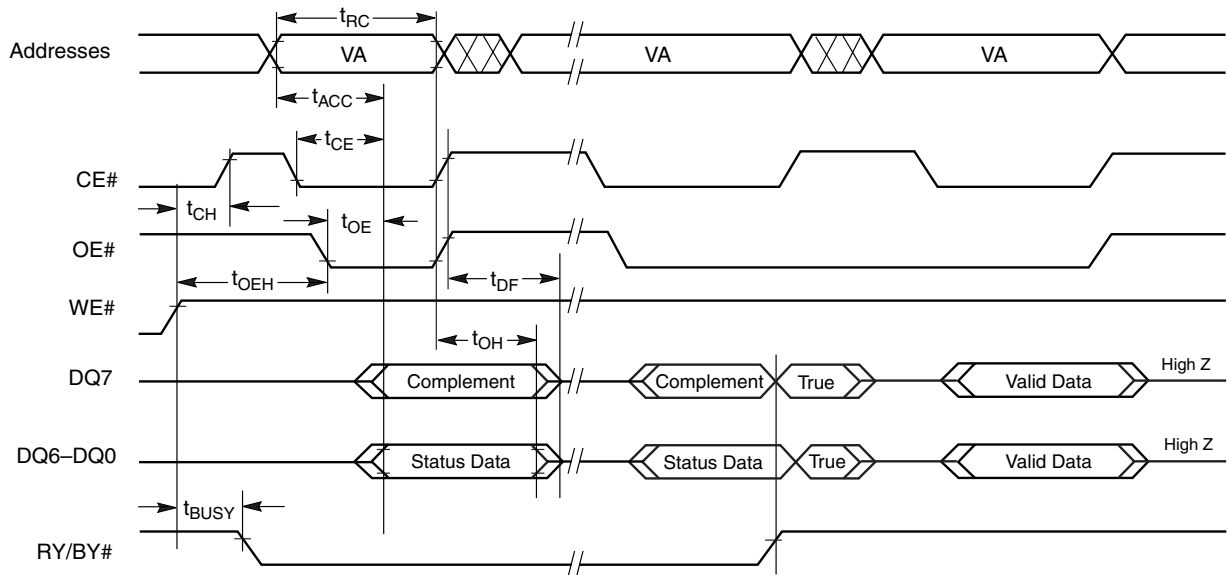 tRC
Addresses VA VA VA
tACC
tCE
CE#
tCH
tOE
OE#
tOEH
tDF
WE#
tOH
DQ7 Complement Complement True Valid Data High Z
DQ6–DQ0 Status Data Status Data True Valid Data High Z
tBUSY
RY/BY#